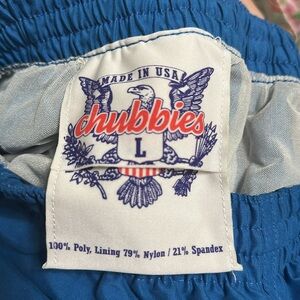 MADE IN USA
chubbies
L
100% Poly, Lining 79% Nylon / 21% Spandex